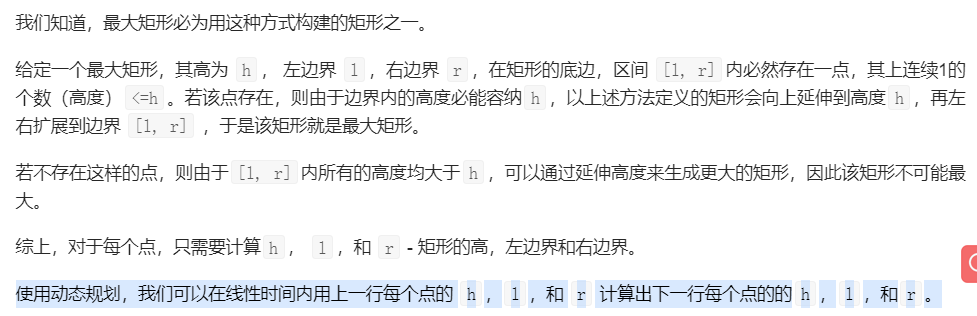 我们知道，最大矩形必为用这种方式构建的矩形之一。
给定一个最大矩形，其高为 h ， 左边界 l ，右边界 r ，在矩形的底边，区间 [l, r] 内必然存在一点，其上连续1的
个数（高度） <=h 。若该点存在，则由于边界内的高度必能容纳 h ，以上述方法定义的矩形会向上延伸到高度 h ，再左
右扩展到边界 [l, r] ，于是该矩形就是最大矩形。
若不存在这样的点，则由于 [l, r] 内所有的高度均大于 h ，可以通过延伸高度来生成更大的矩形，因此该矩形不可能最
大。
综上，对于每个点，只需要计算 h ， l ，和 r - 矩形的高，左边界和右边界。
使用动态规划，我们可以在线性时间内用上一行每个点的 h ， l ，和 r 计算出下一行每个点的的 h ， l ，和 r 。